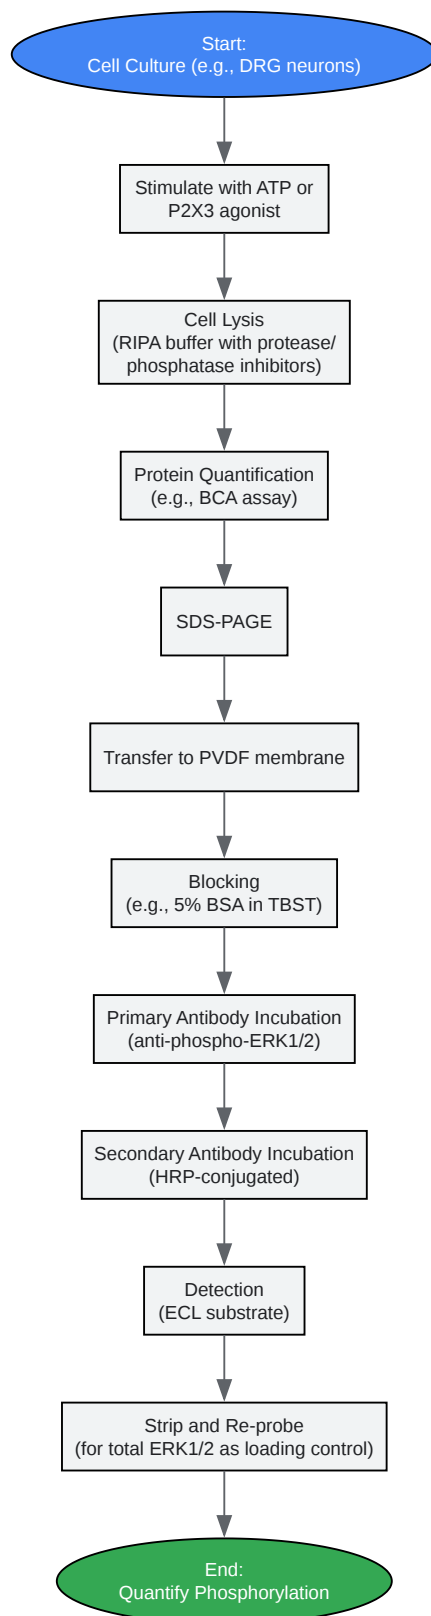 Start:
Cell Culture (e.g., DRG neurons)
Stimulate with ATP or
P2X3 agonist
Cell Lysis
(RIPA buffer with protease/
phosphatase inhibitors)
Protein Quantification
(e.g., BCA assay)
SDS-PAGE
Transfer to PVDF membrane
Blocking
(e.g., 5% BSA in TBST)
Primary Antibody Incubation
(anti-phospho-ERK1/2)
Secondary Antibody Incubation
(HRP-conjugated)
Detection
(ECL substrate)
Strip and Re-probe
(for total ERK1/2 as loading control)
End:
Quantify Phosphorylation